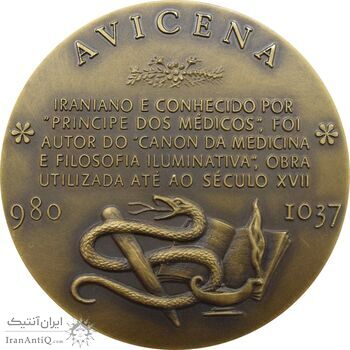 AVICENA
IRANIANO E CONHECIDO POR
"PRINCIPE DOS MÉDICOS", FOI
AUTOR DO "CANON DA MEDICINA
E FILOSOFIA ILUMINATIVA", OBRA
UTILIZADA ATÉ AO SÉCULO XVII
980 1037
ایران آنتیک
IranAntiQ.com